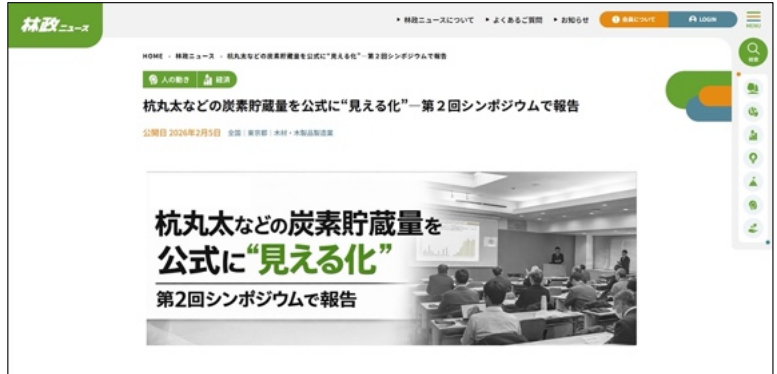 林政ニュース
林政ニュースについて
よくあるご質問
お知らせ
会員について
LOGIN
MENU
検索
HOME - 林政ニュース - 杭丸太などの炭素貯蔵量を公式に“見える化”―第２回シンポジウムで報告
人の動き
経済
杭丸太などの炭素貯蔵量を公式に“見える化”―第２回シンポジウムで報告
公開日 2026年2月5日 全国｜東京都｜木材・木製品製造業
杭丸太などの炭素貯蔵量を
公式に“見える化”
第2回シンポジウムで報告